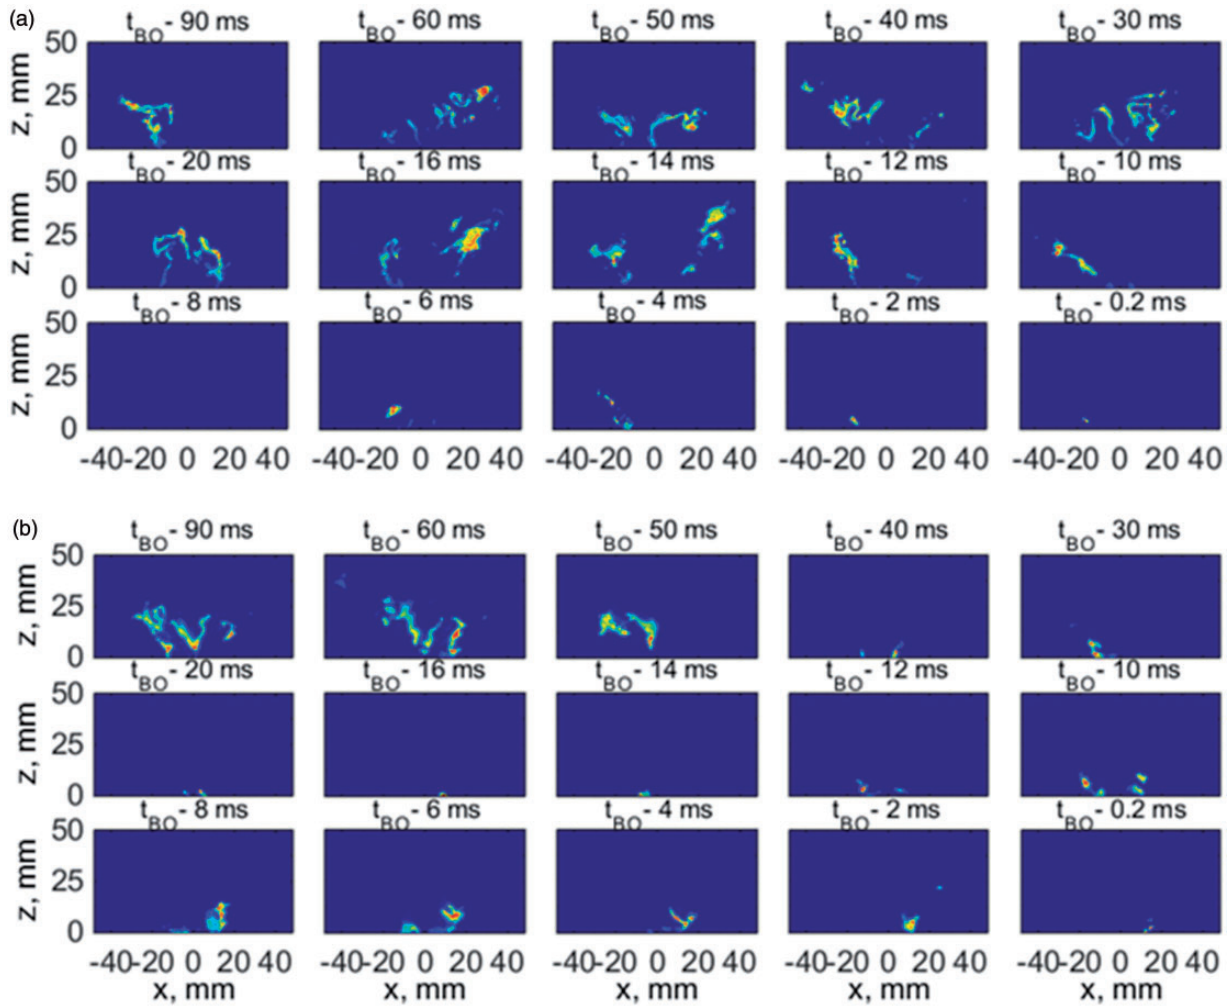 (a)
t_BO - 90 ms t_BO - 60 ms t_BO - 50 ms t_BO - 40 ms t_BO - 30 ms
50
z, mm
25
0
t_BO - 20 ms t_BO - 16 ms t_BO - 14 ms t_BO - 12 ms t_BO - 10 ms
50
z, mm
25
0
t_BO - 8 ms t_BO - 6 ms t_BO - 4 ms t_BO - 2 ms t_BO - 0.2 ms
50
z, mm
25
0
-40 -20 0 20 40 -40 -20 0 20 40 -40 -20 0 20 40 -40 -20 0 20 40 -40 -20 0 20 40
(b)
t_BO - 90 ms t_BO - 60 ms t_BO - 50 ms t_BO - 40 ms t_BO - 30 ms
50
z, mm
25
0
t_BO - 20 ms t_BO - 16 ms t_BO - 14 ms t_BO - 12 ms t_BO - 10 ms
50
z, mm
25
0
t_BO - 8 ms t_BO - 6 ms t_BO - 4 ms t_BO - 2 ms t_BO - 0.2 ms
50
z, mm
25
0
-40 -20 0 20 40 -40 -20 0 20 40 -40 -20 0 20 40 -40 -20 0 20 40 -40 -20 0 20 40
x, mm x, mm x, mm x, mm x, mm